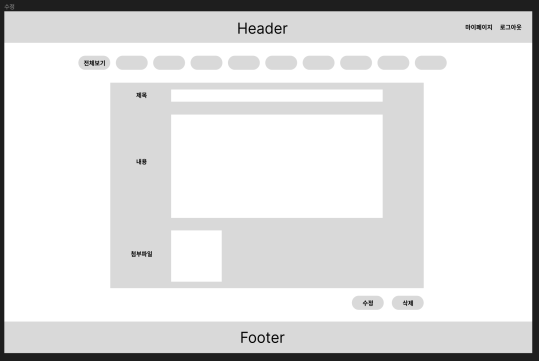 수정
Header
마이페이지 로그아웃
전체보기
제목
내용
첨부파일
수정 삭제
Footer